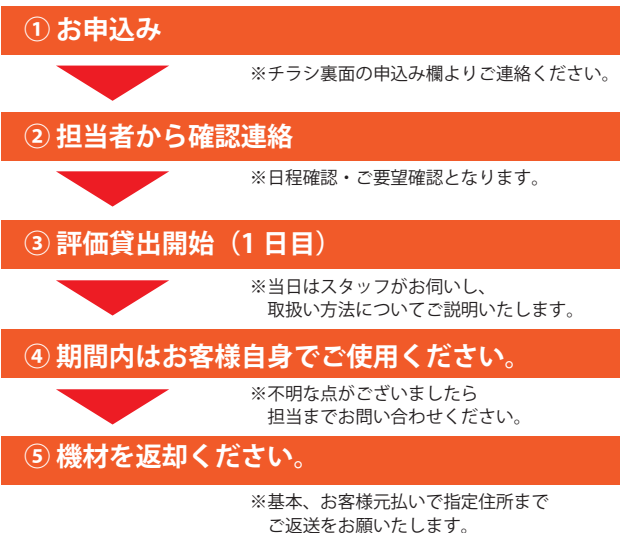 ① お申込み
※チラシ裏面の申込み欄よりご連絡ください。
② 担当者から確認連絡
※日程確認・ご要望確認となります。
③ 評価貸出開始（1 日目）
※当日はスタッフがお伺いし、
取扱い方法についてご説明いたします。
④ 期間内はお客様自身でご使用ください。
※不明な点がございましたら
担当までお問い合わせください。
⑤ 機材を返却ください。
※基本、お客様元払いで指定住所まで
ご返送をお願いたします。